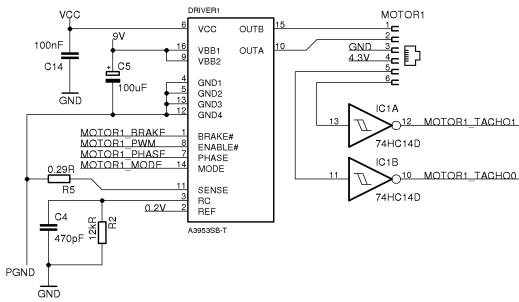 DRIVER1
VCC
6
VCC
OUTB
15
MOTOR1
1
2
3
4
5
6
GND
4.3V
100nF
C14
GND
9V
C5
100uF
16
VBB1
9
VBB2
OUTA
10
4
GND1
5
GND2
13
GND3
12
GND4
MOTOR1_BRAKE
1
BRAKE#
MOTOR1_PWM
8
ENABLE#
MOTOR1_PHASE
7
PHASE
MOTOR1_MODE
14
MODE
0.29R
R5
11
SENSE
3
RC
0.2V
2
REF
A3953SB-T
C4
470pF
12kR
R2
PGND
GND
IC1A
13
12
MOTOR1_TACHO1
74HC14D
IC1B
11
10
MOTOR1_TACHO0
74HC14D